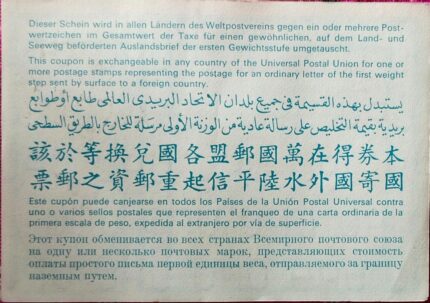 Dieser Schein wird in allen Ländern des Weltpostvereins gegen ein oder mehrere Post-
wertzeichen im Gesamtwert der Taxe für einen gewöhnlichen, auf dem Land- und
Seeweg beförderten Auslandsbrief der ersten Gewichtsstufe umgetauscht.
This coupon is exchangeable in any country of the Universal Postal Union for one or
more postage stamps representing the postage for an ordinary letter of the first weight
step sent by surface to a foreign country.
يستبدل بهذه القسيمة فى جميع بلدان الاتحاد البريدى العالمى طابع أو طوابع
بريدية بقيمة التخليص على رسالة عادية من الوزنة الأولى مرسلة للخارج بالطريق السطحى
本券得在萬國郵盟各國兌換等於該
國寄國外水陸平信起重郵資之郵票
Este cupón puede canjearse en todos los Países de la Unión Postal Universal contra
uno o varios sellos postales que representen el franqueo de una carta ordinaria de la
primera escala de peso, expedida al extranjero por vía de superficie.
Этот купон обменивается во всех странах Всемирного почтового союза
на одну или несколько почтовых марок, представляющих стоимость
оплаты простого письма первой единицы веса, отправляемого за границу
наземным путем.